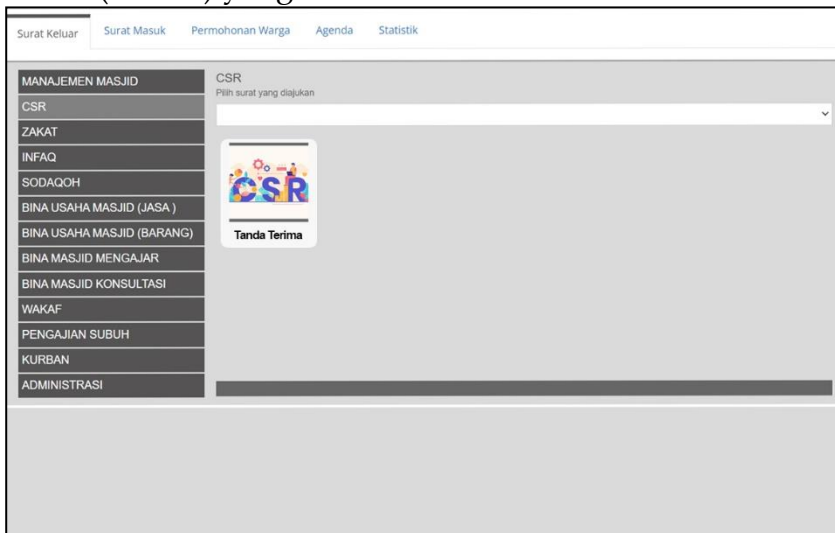 Surat Keluar Surat Masuk Permohonan Warga Agenda Statistik
MANAJEMEN MASJID
CSR
ZAKAT
INFAQ
SODAQOH
BINA USAHA MASJID (JASA )
BINA USAHA MASJID (BARANG)
BINA MASJID MENGAJAR
BINA MASJID KONSULTASI
WAKAF
PENGAJIAN SUBUH
KURBAN
ADMINISTRASI
CSR
Pilih surat yang diajukan
CSR
Tanda Terima